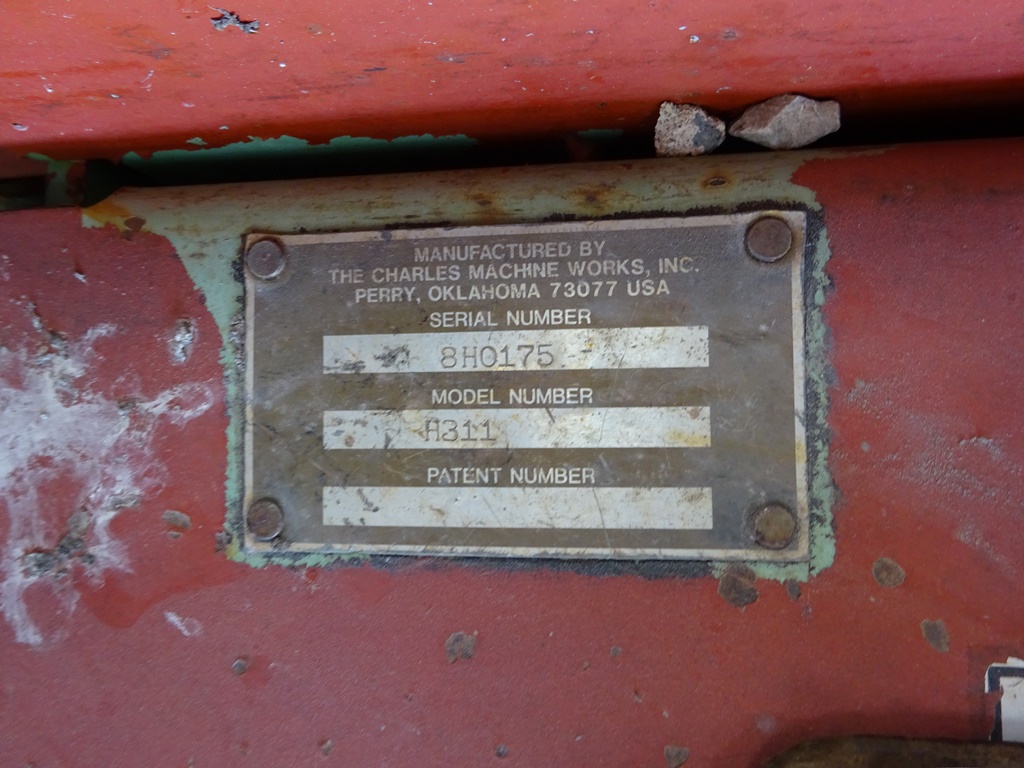 MANUFACTURED BY
THE CHARLES MACHINE WORKS, INC.
PERRY, OKLAHOMA 73077 USA
SERIAL NUMBER
8H0175
MODEL NUMBER
H311
PATENT NUMBER